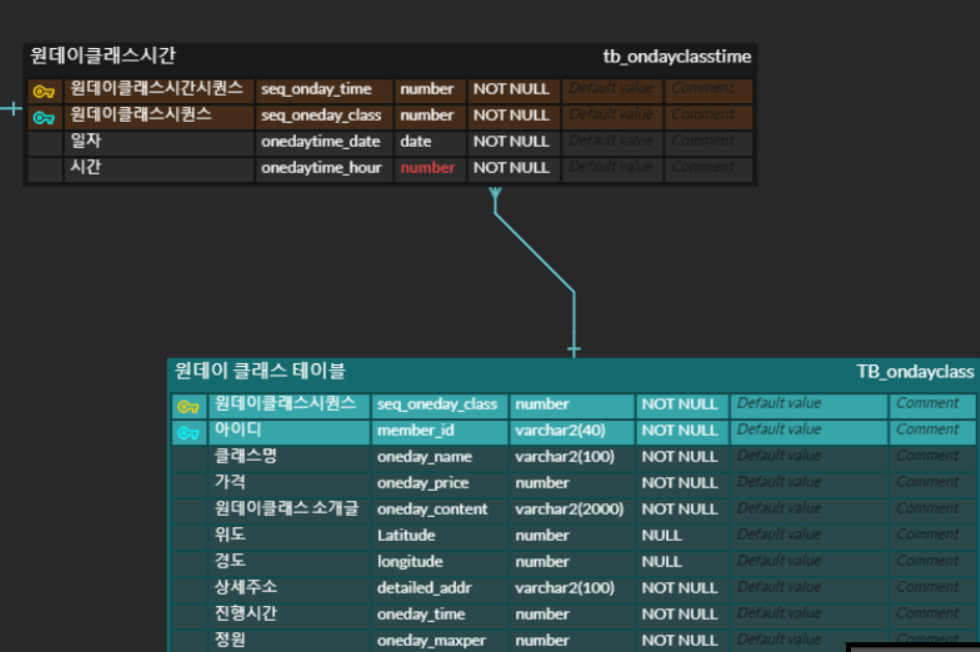 원데이클래스시간 tb_ondayclasstime
원데이클래스시간시퀀스 seq_onday_time number NOT NULL Default value Comment
원데이클래스시퀀스 seq_oneday_class number NOT NULL Default value Comment
일자 onedaytime_date date NOT NULL Default value Comment
시간 onedaytime_hour number NOT NULL Default value Comment
원데이 클래스 테이블 TB_ondayclass
원데이클래스시퀀스 seq_oneday_class number NOT NULL Default value Comment
아이디 member_id varchar2(40) NOT NULL Default value Comment
클래스명 oneday_name varchar2(100) NOT NULL Default value Comment
가격 oneday_price number NOT NULL Default value Comment
원데이클래스 소개글 oneday_content varchar2(2000) NOT NULL Default value Comment
위도 Latitude number NULL Default value Comment
경도 longitude number NULL Default value Comment
상세주소 detailed_addr varchar2(100) NOT NULL Default value Comment
진행시간 oneday_time number NOT NULL Default value Comment
정원 oneday_maxper number NOT NULL Default value Comment